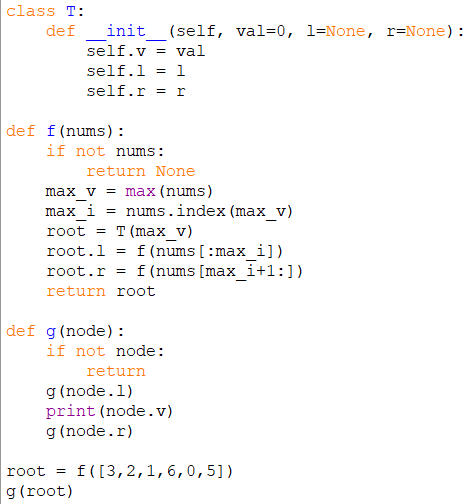 class T:
    def __init__(self, val=0, l=None, r=None):
        self.v = val
        self.l = l
        self.r = r

def f(nums):
    if not nums:
        return None
    max_v = max(nums)
    max_i = nums.index(max_v)
    root = T(max_v)
    root.l = f(nums[:max_i])
    root.r = f(nums[max_i+1:])
    return root

def g(node):
    if not node:
        return
    g(node.l)
    print(node.v)
    g(node.r)

root = f([3,2,1,6,0,5])
g(root)